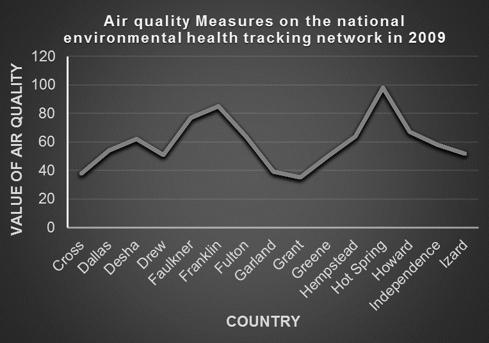 Air quality Measures on the national
environmental health tracking network in 2009
VALUE OF AIR QUALITY
120
100
80
60
40
20
0
Cross
Dallas
Desha
Drew
Faulkner
Franklin
Fulton
Garland
Grant
Greene
Hempstead
Hot Spring
Howard
Independence
Izard
COUNTRY